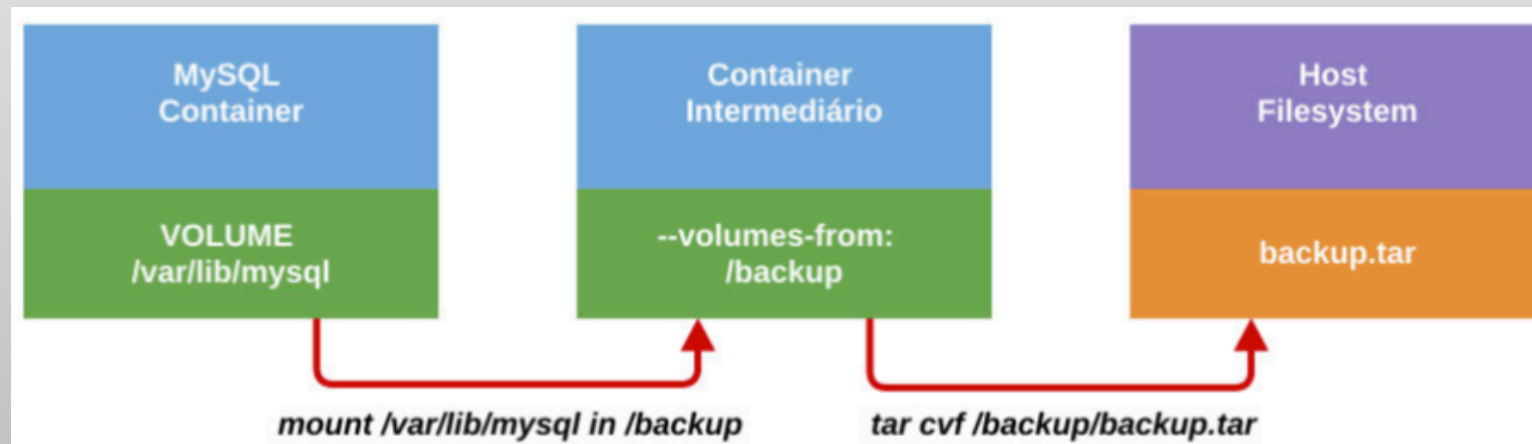 MySQL
Container
VOLUME
/var/lib/mysql
Container
Intermediário
--volumes-from:
/backup
Host
Filesystem
backup.tar
mount /var/lib/mysql in /backup
tar cvf /backup/backup.tar